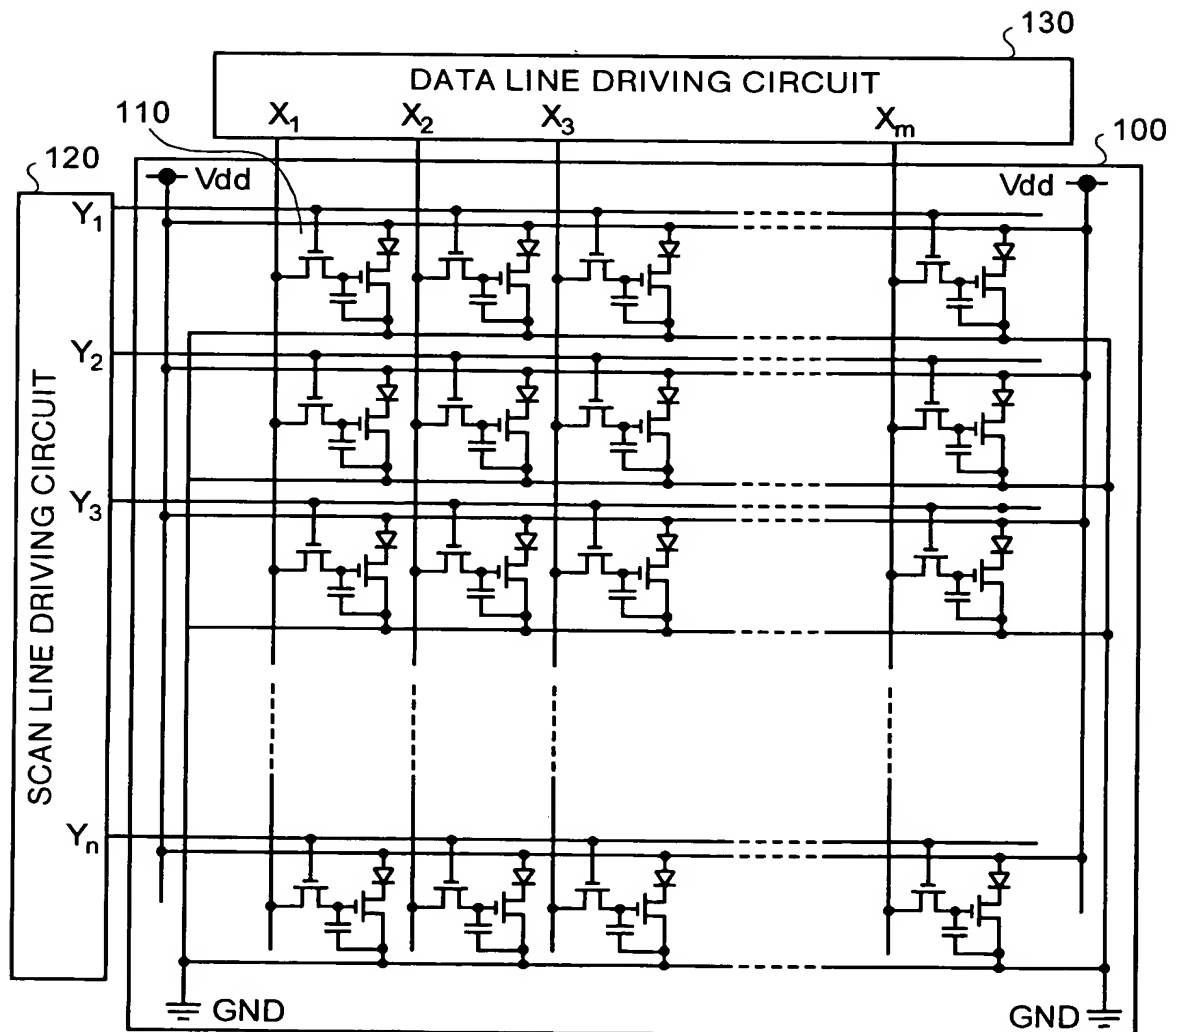 130
DATA LINE DRIVING CIRCUIT
X1 X2 X3 Xm
110
100
120
Vdd Vdd
Y1
Y2
Y3
Yn
SCAN LINE DRIVING CIRCUIT
GND GND